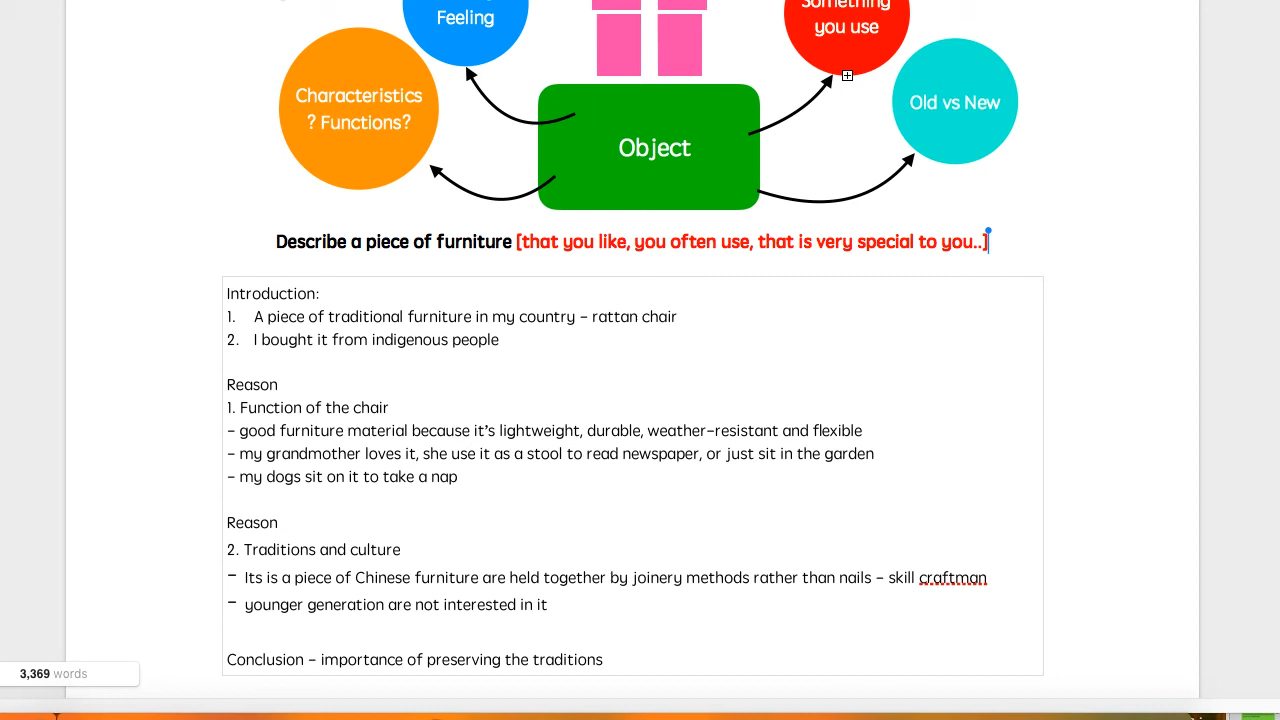 Feeling
Something
you use
Characteristics
? Functions?
Old vs New
Object
Describe a piece of furniture [that you like, you often use, that is very special to you..]
Introduction:
1. A piece of traditional furniture in my country - rattan chair
2. I bought it from indigenous people
Reason
1. Function of the chair
- good furniture material because it's lightweight, durable, weather-resistant and flexible
- my grandmother loves it, she use it as a stool to read newspaper, or just sit in the garden
- my dogs sit on it to take a nap
Reason
2. Traditions and culture
- Its is a piece of Chinese furniture are held together by joinery methods rather than nails - skill craftman
- younger generation are not interested in it
Conclusion - importance of preserving the traditions
3,369 words